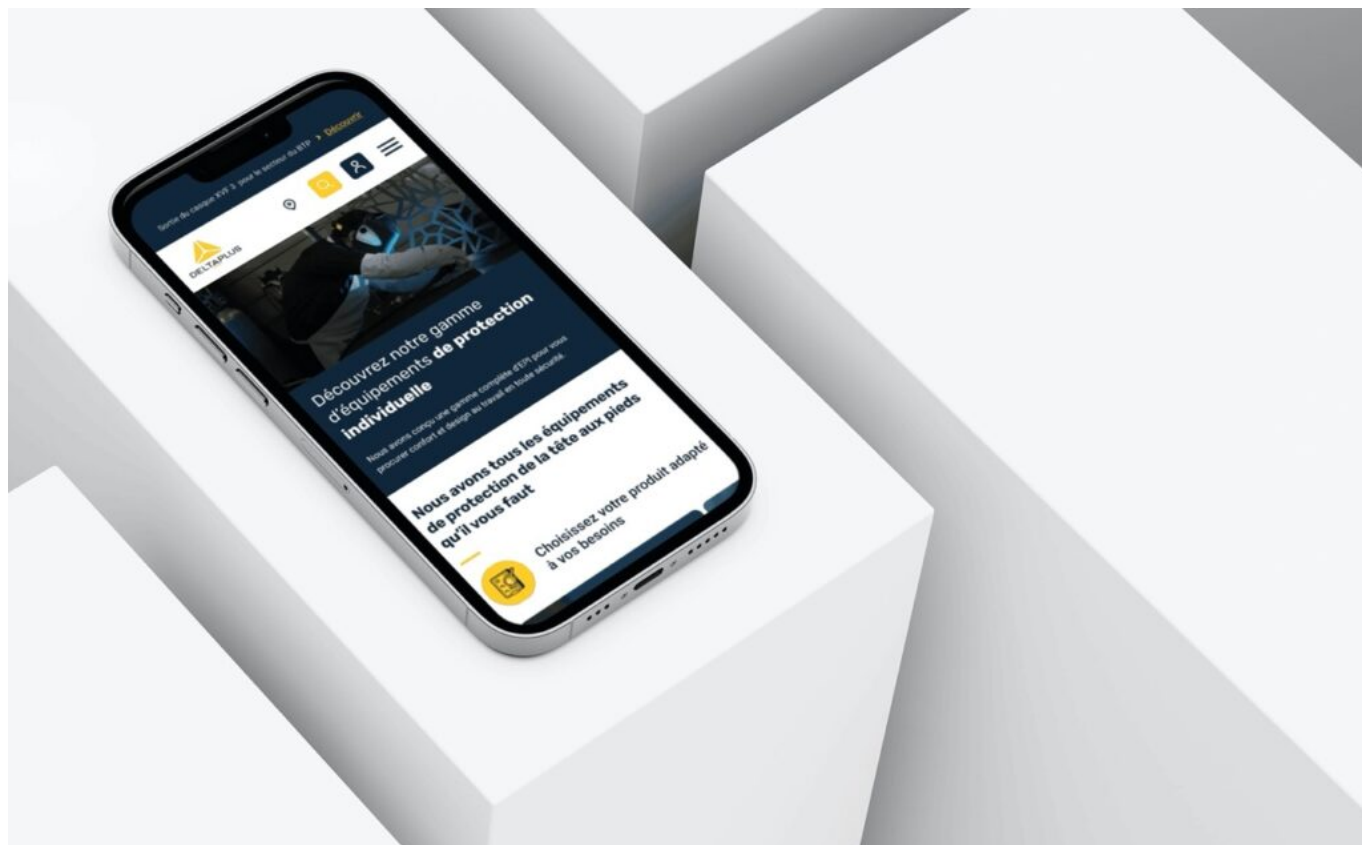 Sortie du casque XVF 3 pour le secteur du BTP > Découvrir
DELTAPLUS
Découvrez notre gamme
d'équipements de protection
individuelle
Nous avons conçu une gamme complète d'EPI pour vous
procurer confort et design au travail en toute sécurité.
Nous avons tous les équipements
de protection de la tête aux pieds
qu'il vous faut
Choisissez votre produit adapté
à vos besoins